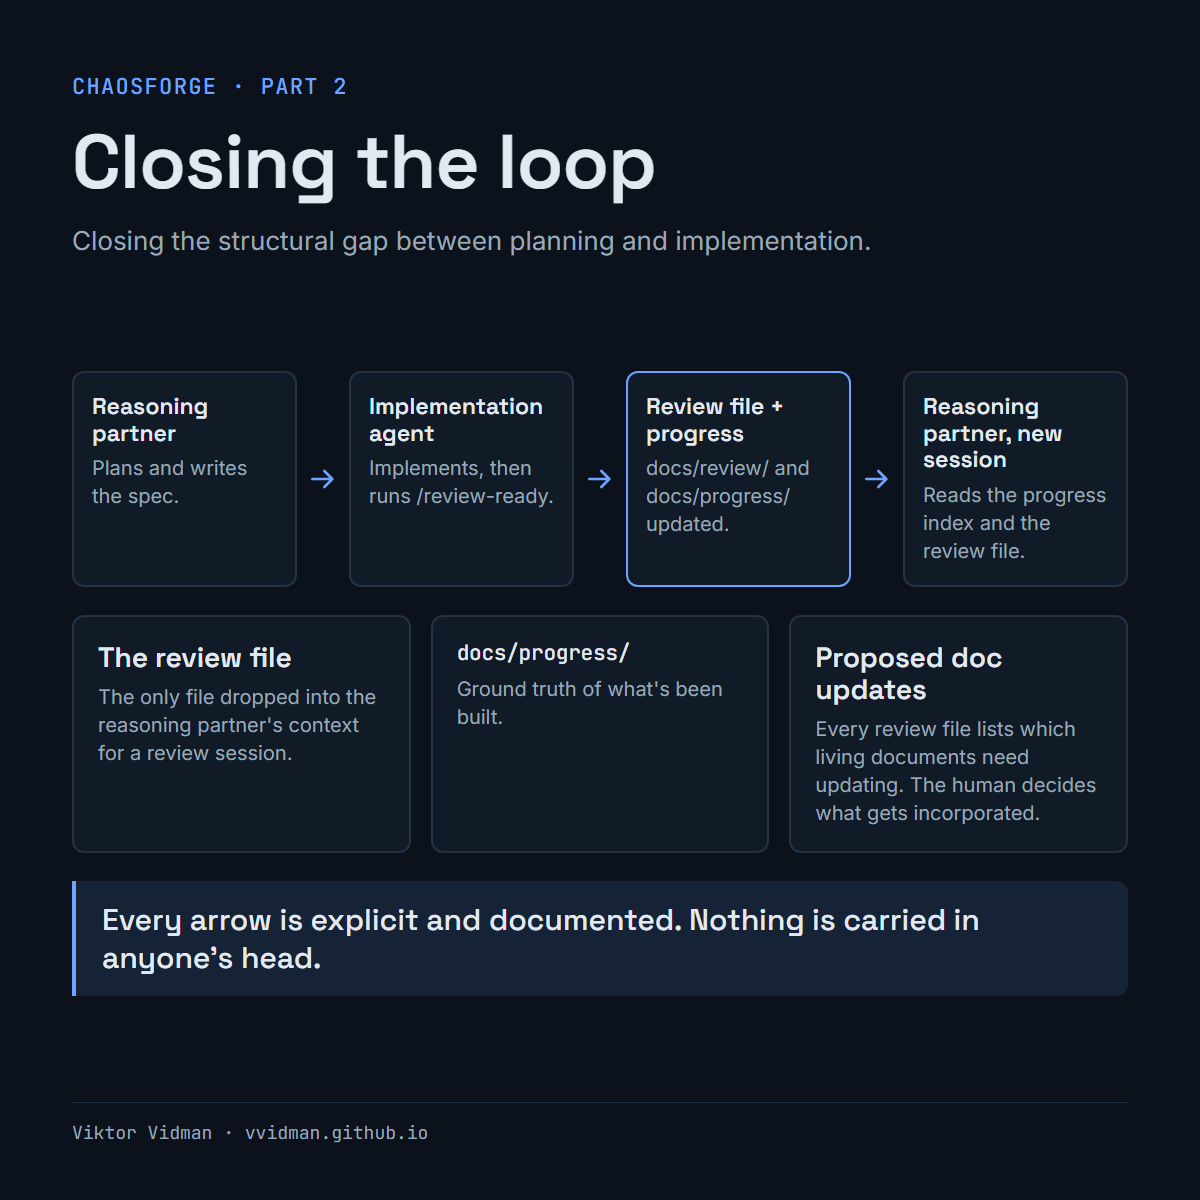 CHAOSFORGE · PART 2
Closing the loop
Closing the structural gap between planning and implementation.
Reasoning
partner
Plans and writes
the spec.
→
Implementation
agent
Implements, then
runs /review-ready.
→
Review file +
progress
docs/review/ and
docs/progress/
updated.
→
Reasoning
partner, new
session
Reads the progress
index and the
review file.
The review file
The only file dropped into the
reasoning partner's context
for a review session.
docs/progress/
Ground truth of what's been
built.
Proposed doc
updates
Every review file lists which
living documents need
updating. The human decides
what gets incorporated.
Every arrow is explicit and documented. Nothing is carried in
anyone’s head.
Viktor Vidman · vvidman.github.io